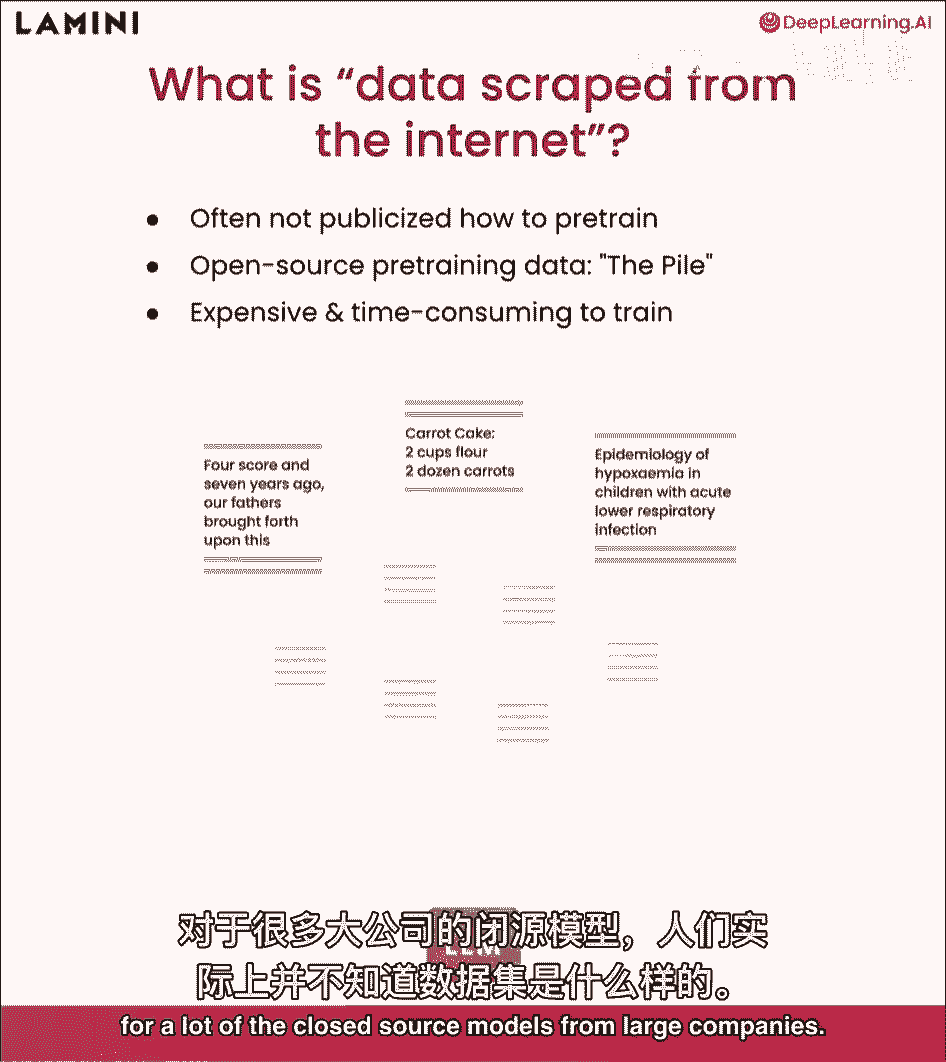 LAMINI
DeepLearning.AI
What is “data scraped from
the internet”?
● Often not publicized how to pretrain
● Open-source pretraining data: "The Pile"
● Expensive & time-consuming to train
Four score and
seven years ago,
our fathers
brought forth
upon this
Carrot Cake:
2 cups flour
2 dozen carrots
Epidemiology of
hypoxaemia in
children with acute
lower respiratory
infection
对于很多大公司的闭源模型，人们实
际上并不知道数据集是什么样的。
for a lot of the closed source models from large companies.